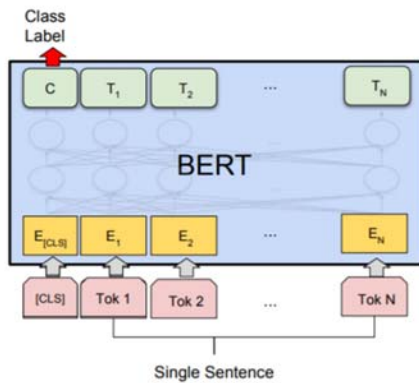 Class
Label
C T1 T2 ... TN
BERT
E[CLS] E1 E2 ... EN
[CLS] Tok 1 Tok 2 ... Tok N
Single Sentence